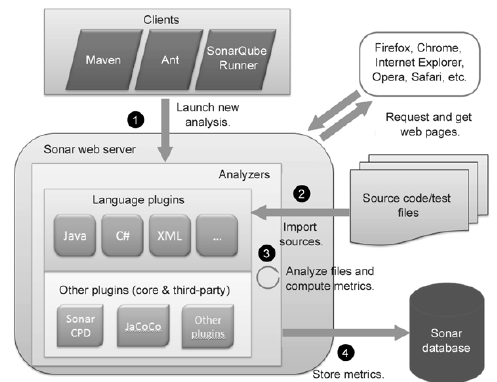 Clients
Maven
Ant
SonarQube
Runner
Firefox, Chrome,
Internet Explorer,
Opera, Safari, etc.
1
Launch new
analysis.
Request and get
web pages.
Sonar web server
Analyzers
Language plugins
Java
C#
XML
...
2
Import
sources.
Source code/test
files
3
Analyze files and
compute metrics.
Other plugins (core & third-party)
Sonar
CPD
JaCoCo
Other
plugins
4
Store metrics.
Sonar
database